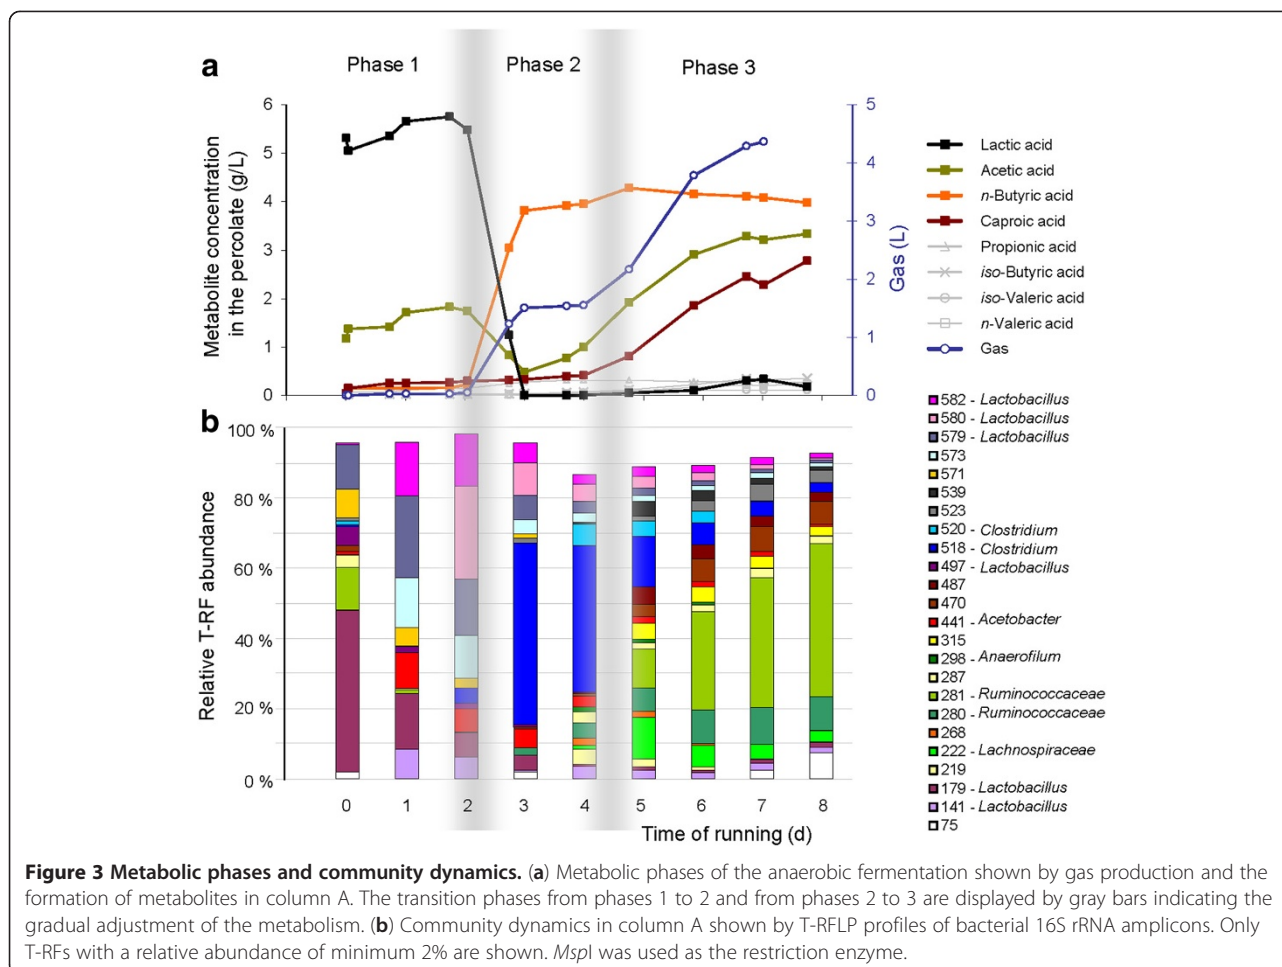 a
Phase 1
Phase 2
Phase 3
Metabolite concentration
in the percolate (g/L)
6
5
4
3
2
1
0
5
4
3
2
1
0
Gas (L)
Lactic acid
Acetic acid
n-Butyric acid
Caproic acid
Propionic acid
iso-Butyric acid
iso-Valeric acid
n-Valeric acid
Gas
b
Relative T-RF abundance
100 %
80 %
60 %
40 %
20 %
0 %
0 1 2 3 4 5 6 7 8
Time of running (d)
582 - Lactobacillus
580 - Lactobacillus
579 - Lactobacillus
573
571
539
523
520 - Clostridium
518 - Clostridium
497 - Lactobacillus
487
470
441 - Acetobacter
315
298 - Anaerofilum
287
281 - Ruminococcaceae
280 - Ruminococcaceae
268
222 - Lachnospiraceae
219
179 - Lactobacillus
141 - Lactobacillus
75
Figure 3 Metabolic phases and community dynamics. (a) Metabolic phases of the anaerobic fermentation shown by gas production and the
formation of metabolites in column A. The transition phases from phases 1 to 2 and from phases 2 to 3 are displayed by gray bars indicating the
gradual adjustment of the metabolism. (b) Community dynamics in column A shown by T-RFLP profiles of bacterial 16S rRNA amplicons. Only
T-RFs with a relative abundance of minimum 2% are shown. MspI was used as the restriction enzyme.